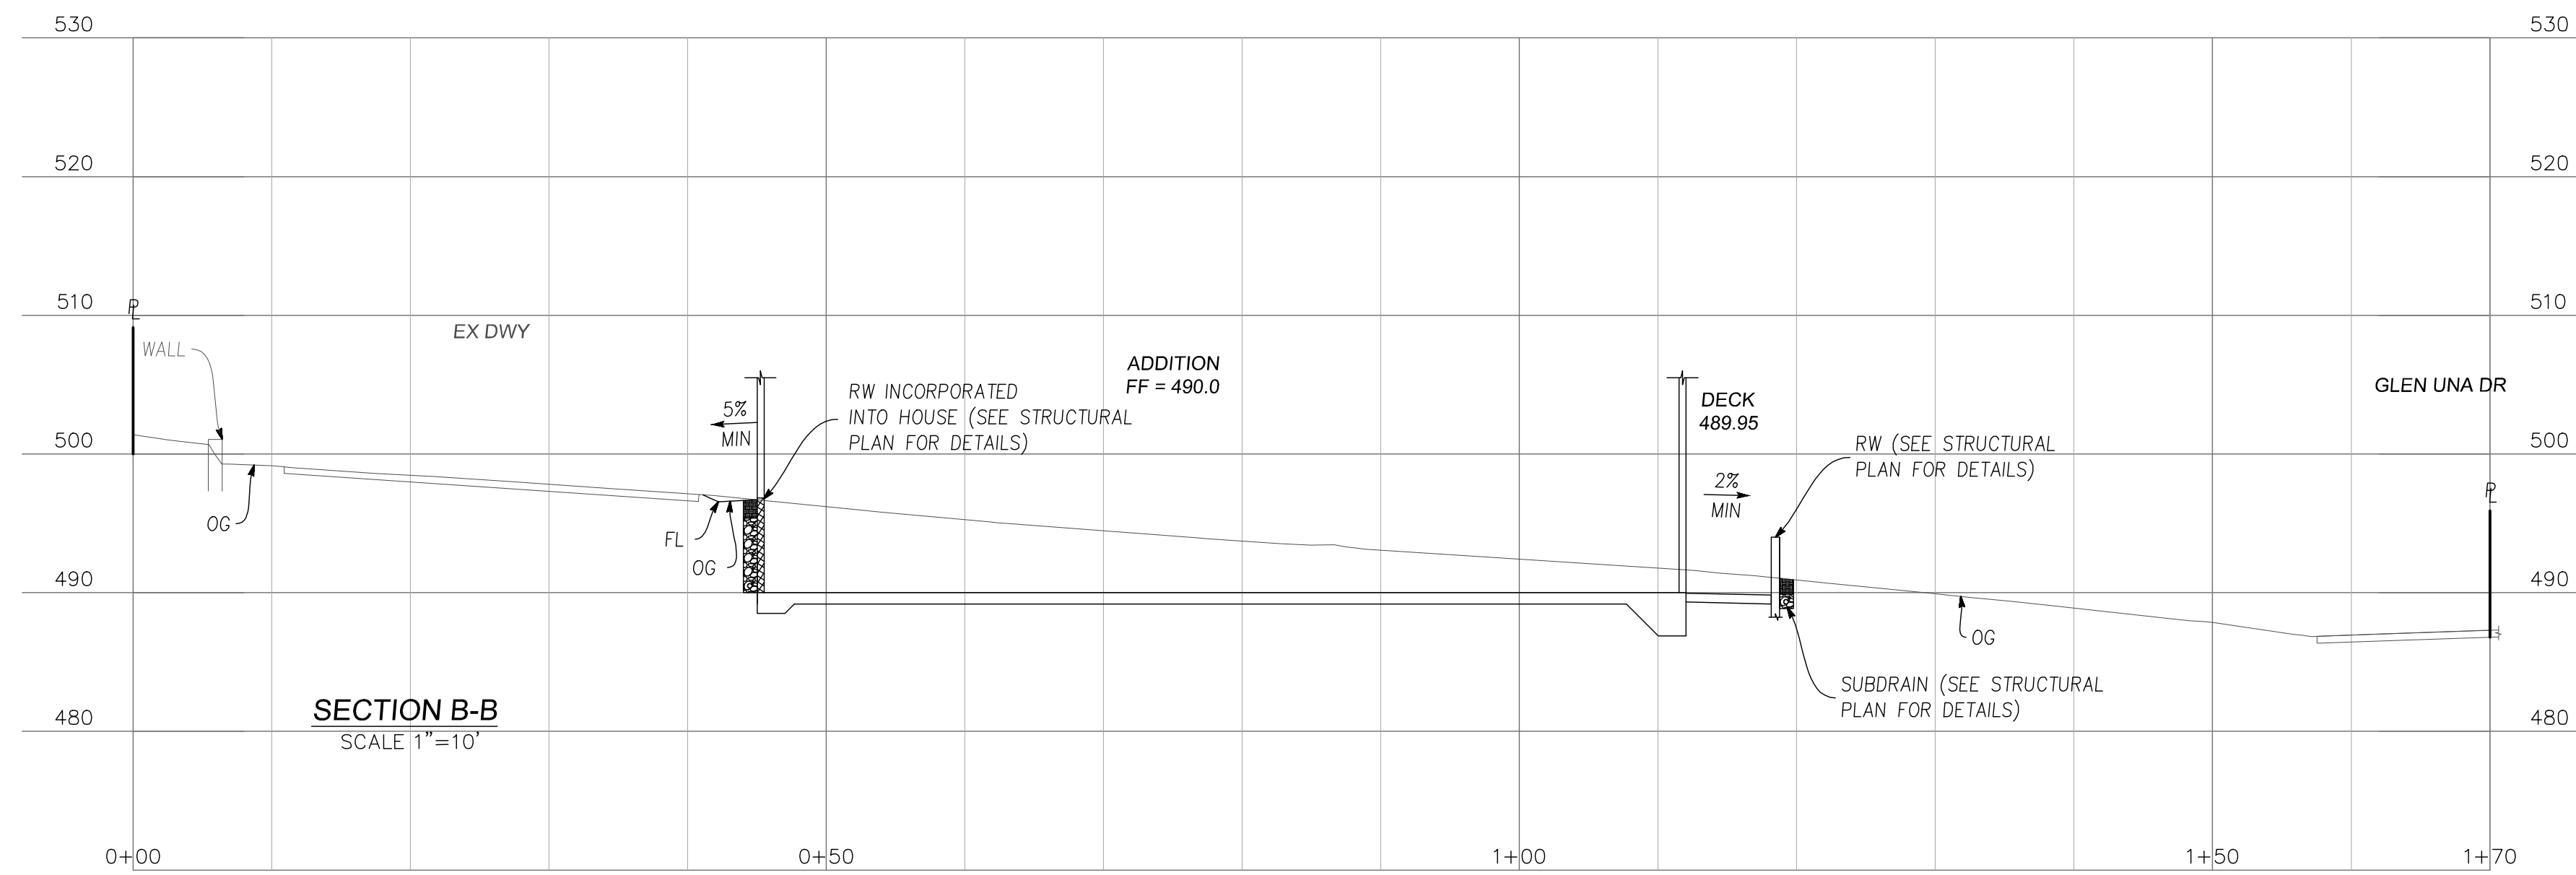 530
530
520
520
510
510
PL
EX DWY
WALL
ADDITION
FF = 490.0
RW INCORPORATED
INTO HOUSE (SEE STRUCTURAL
PLAN FOR DETAILS)
5%
MIN
DECK
489.95
GLEN UNA DR
500
500
RW (SEE STRUCTURAL
PLAN FOR DETAILS)
2%
MIN
PL
OG
FL
OG
490
490
OG
SUBDRAIN (SEE STRUCTURAL
PLAN FOR DETAILS)
480
480
SECTION B-B
SCALE 1"=10'
0+00
0+50
1+00
1+50
1+70